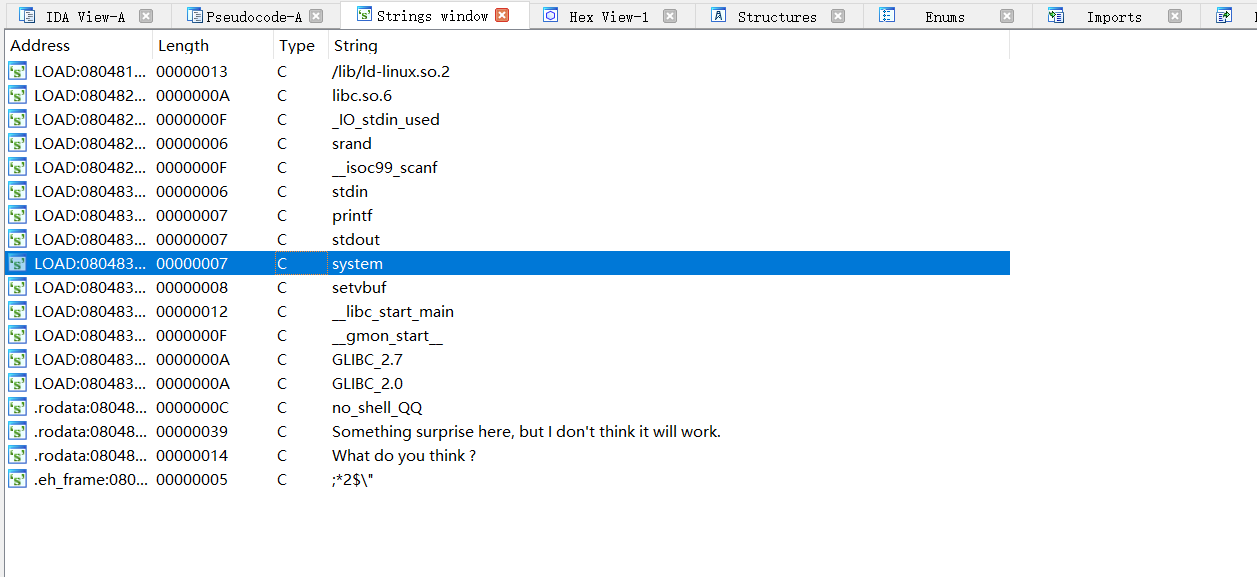 IDA View-A Pseudocode-A Strings window Hex View-1 Structures Enums Imports
Address Length Type String
LOAD:080481... 00000013 C /lib/ld-linux.so.2
LOAD:080482... 0000000A C libc.so.6
LOAD:080482... 0000000F C _IO_stdin_used
LOAD:080482... 00000006 C srand
LOAD:080482... 0000000F C __isoc99_scanf
LOAD:080483... 00000006 C stdin
LOAD:080483... 00000007 C printf
LOAD:080483... 00000007 C stdout
LOAD:080483... 00000007 C system
LOAD:080483... 00000008 C setvbuf
LOAD:080483... 00000012 C __libc_start_main
LOAD:080483... 0000000F C __gmon_start__
LOAD:080483... 0000000A C GLIBC_2.7
LOAD:080483... 0000000A C GLIBC_2.0
.rodata:08048... 0000000C C no_shell_QQ
.rodata:08048... 00000039 C Something surprise here, but I don't think it will work.
.rodata:08048... 00000014 C What do you think ?
.eh_frame:080... 00000005 C ;*2$\"